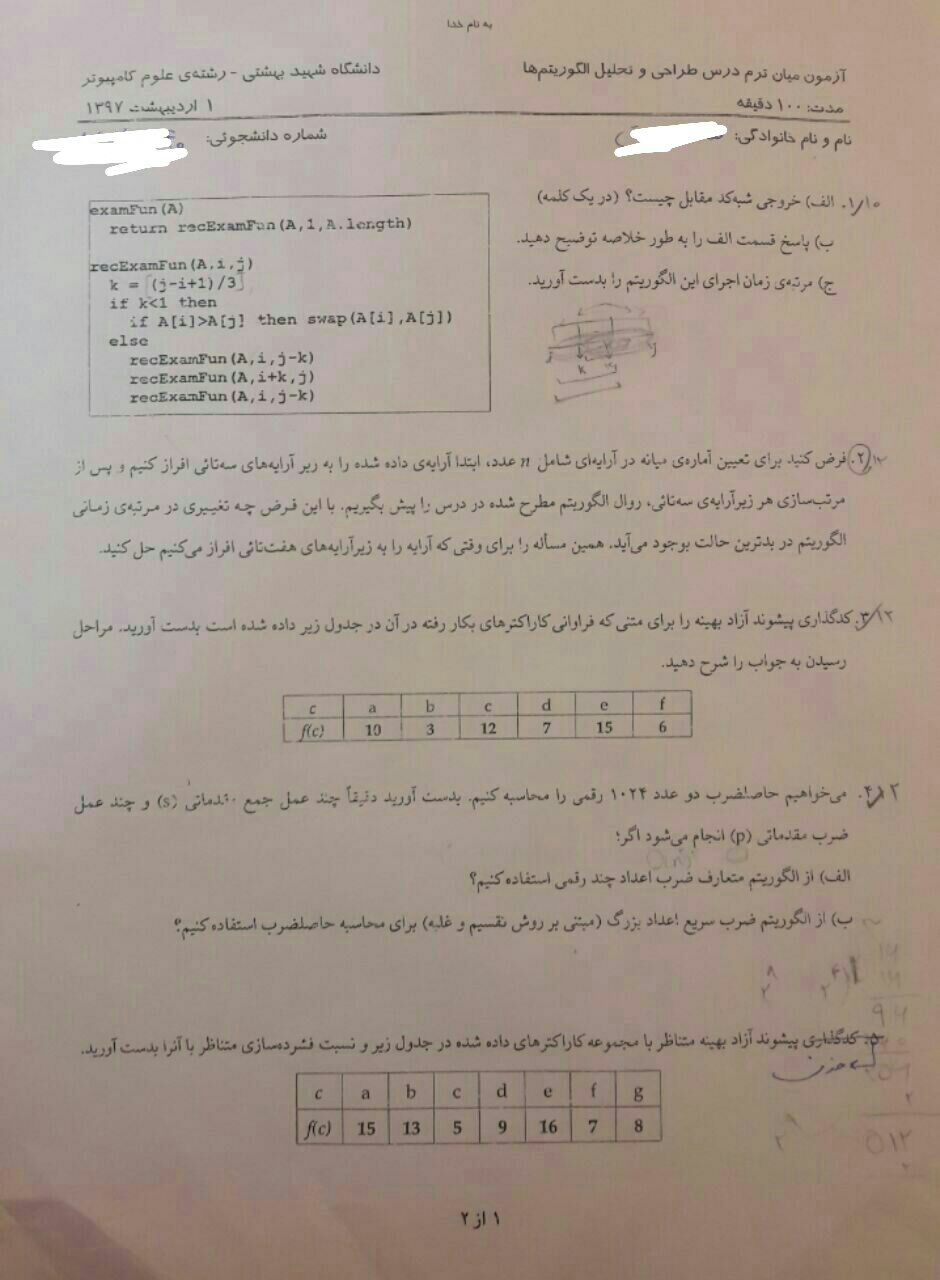 به نام خدا
آزمون میان ترم درس طراحی و تحلیل الگوریتم‌ها
دانشگاه شهید بهشتی - رشته‌ی علوم کامپیوتر
مدت: ۱۰۰ دقیقه
۱ اردیبهشت ۱۳۹۷
نام و نام خانوادگی:
شماره دانشجوئی:
۱. الف) خروجی شبه‌کد مقابل چیست؟ (در یک کلمه)
ب) پاسخ قسمت الف را به طور خلاصه توضیح دهید.
ج) مرتبه‌ی زمان اجرای این الگوریتم را بدست آورید.
examFun(A)
return recExamFun(A,1,A.length)
recExamFun(A,i,j)
k = ⌈(j-i+1)/3⌉
if k<1 then
if A[i]>A[j] then swap(A[i],A[j])
else
recExamFun(A,i,j-k)
recExamFun(A,i+k,j)
recExamFun(A,i,j-k)
۲. فرض کنید برای تعیین آماره‌ی میانه در آرایه‌ای شامل n عدد، ابتدا آرایه‌ی داده شده را به زیر آرایه‌های سه‌تائی افراز کنیم و پس از
مرتب‌سازی هر زیرآرایه‌ی سه‌تائی، روال الگوریتم مطرح شده در درس را پیش بگیریم. با این فرض چه تغییری در مرتبه‌ی زمانی
الگوریتم در بدترین حالت بوجود می‌آید. همین مسأله را برای وقتی که آرایه را به زیرآرایه‌های هفت‌تائی افراز می‌کنیم حل کنید.
۳. کدگذاری پیشوند آزاد بهینه را برای متنی که فراوانی کاراکترهای بکار رفته در آن در جدول زیر داده شده است بدست آورید. مراحل
رسیدن به جواب را شرح دهید.
c a b c d e f
f(c) 10 3 12 7 15 6
۴. می‌خواهیم حاصلضرب دو عدد ۱۰۲۴ رقمی را محاسبه کنیم. بدست آورید دقیقاً چند عمل جمع مقدماتی (s) و چند عمل
ضرب مقدماتی (p) انجام می‌شود اگر؛
الف) از الگوریتم متعارف ضرب اعداد چند رقمی استفاده کنیم؟
ب) از الگوریتم ضرب سریع اعداد بزرگ (مبتنی بر روش تقسیم و غلبه) برای محاسبه حاصلضرب استفاده کنیم؟
۵. کدگذاری پیشوند آزاد بهینه متناظر با مجموعه کاراکترهای داده شده در جدول زیر و نسبت فشرده‌سازی متناظر با آنرا بدست آورید.
c a b c d e f g
f(c) 15 13 5 9 16 7 8
۱ از ۲